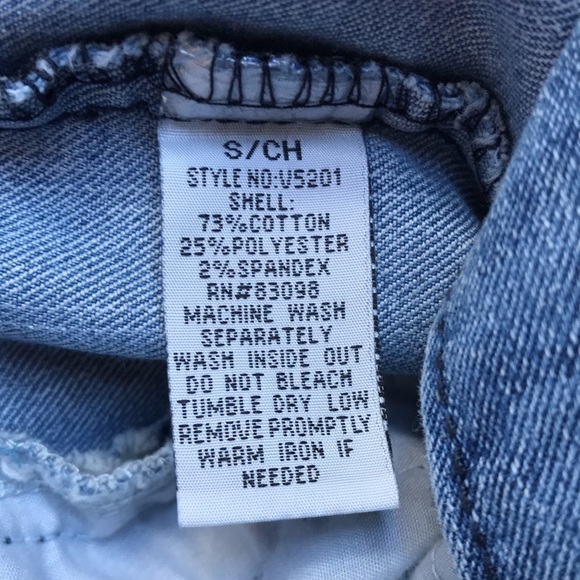 S/CH
STYLE NO:V5201
SHELL:
73%COTTON
25%POLYESTER
2%SPANDEX
RN#83098
MACHINE WASH
SEPARATELY
WASH INSIDE OUT
DO NOT BLEACH
TUMBLE DRY LOW
REMOVE PROMPTLY
WARM IRON IF
NEEDED